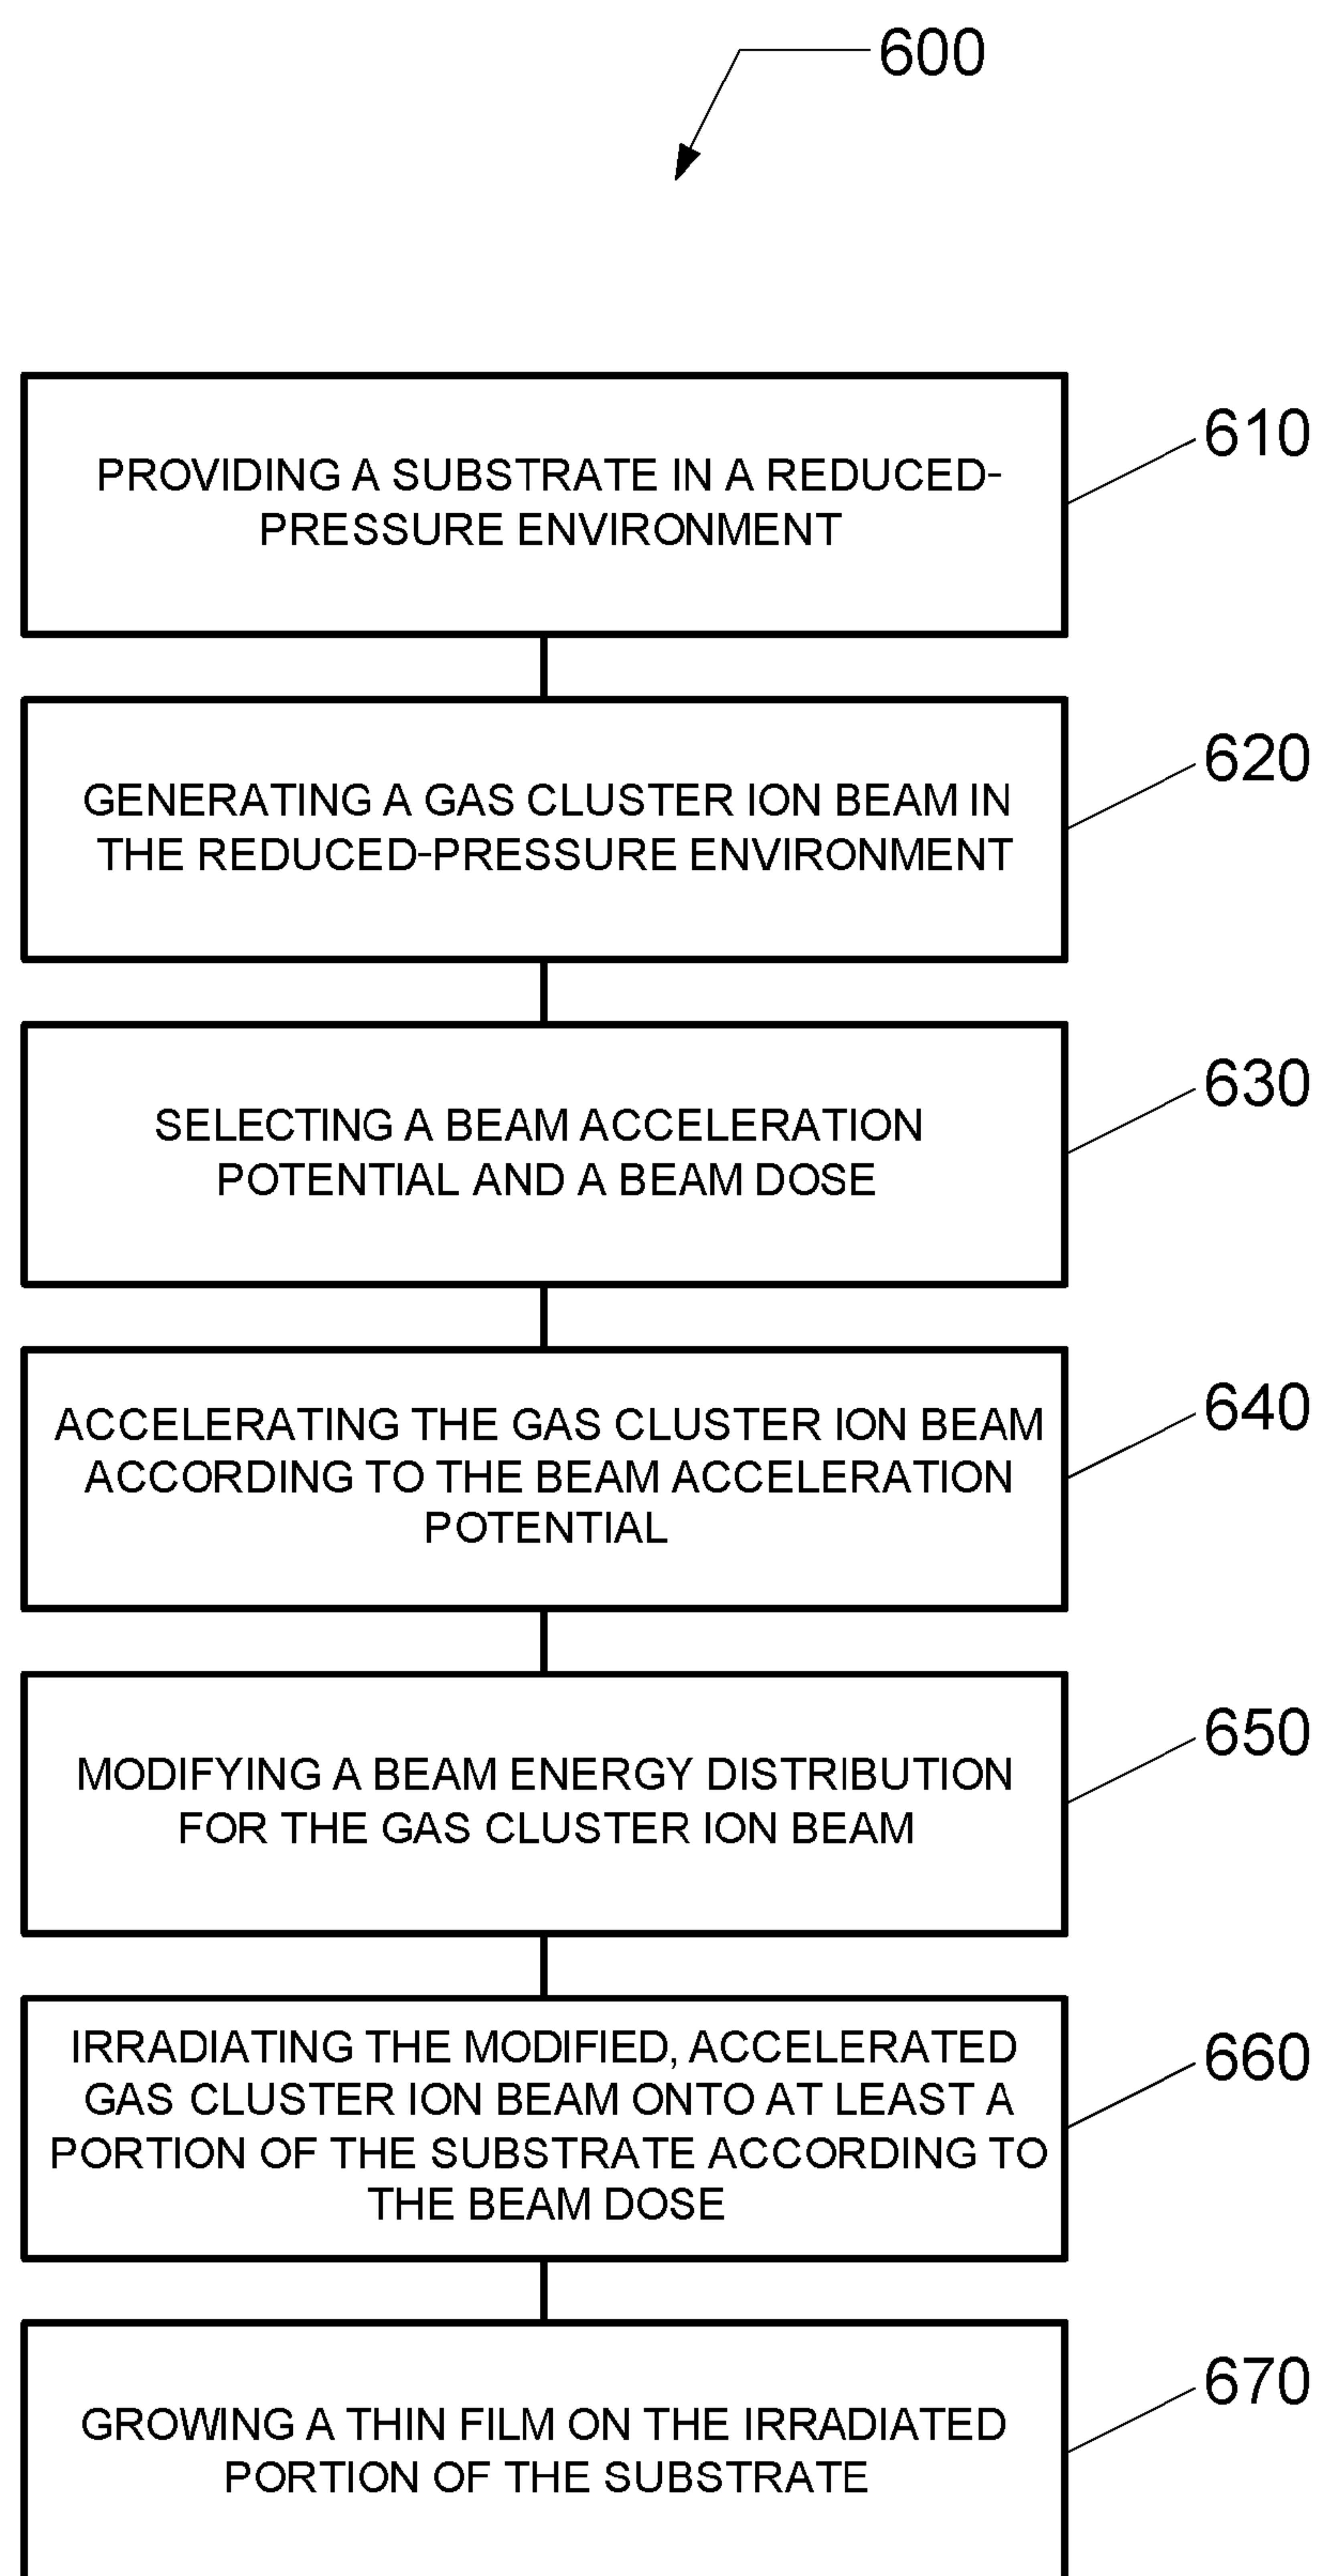 600
PROVIDING A SUBSTRATE IN A REDUCED-
PRESSURE ENVIRONMENT
610
GENERATING A GAS CLUSTER ION BEAM IN
THE REDUCED-PRESSURE ENVIRONMENT
620
SELECTING A BEAM ACCELERATION
POTENTIAL AND A BEAM DOSE
630
ACCELERATING THE GAS CLUSTER ION BEAM
ACCORDING TO THE BEAM ACCELERATION
POTENTIAL
640
MODIFYING A BEAM ENERGY DISTRIBUTION
FOR THE GAS CLUSTER ION BEAM
650
IRRADIATING THE MODIFIED, ACCELERATED
GAS CLUSTER ION BEAM ONTO AT LEAST A
PORTION OF THE SUBSTRATE ACCORDING TO
THE BEAM DOSE
660
GROWING A THIN FILM ON THE IRRADIATED
PORTION OF THE SUBSTRATE
670